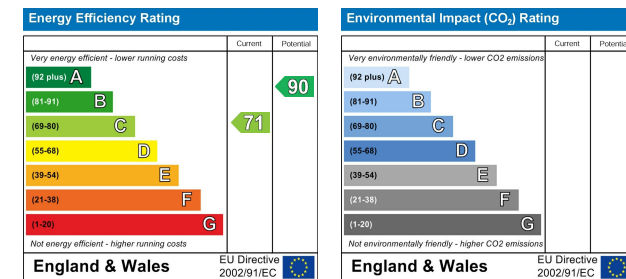 Energy Efficiency Rating
Current Potential
Very energy efficient - lower running costs
(92 plus) A
(81-91) B
(69-80) C
(55-68) D
(39-54) E
(21-38) F
(1-20) G
90
71
Not energy efficient - higher running costs
England & Wales
EU Directive
2002/91/EC
Environmental Impact (CO₂) Rating
Current Potential
Very environmentally friendly - lower CO2 emissions
(92 plus) A
(81-91) B
(69-80) C
(55-68) D
(39-54) E
(21-38) F
(1-20) G
Not environmentally friendly - higher CO2 emissions
England & Wales
EU Directive
2002/91/EC